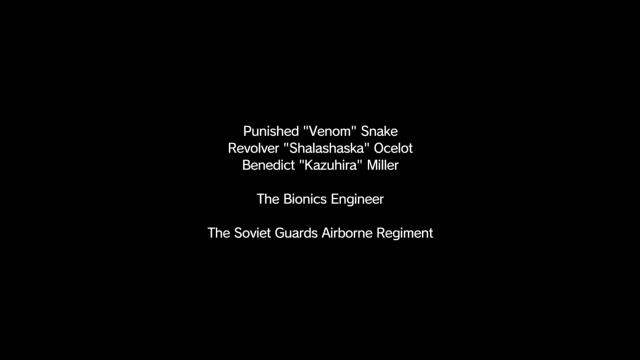 Punished "Venom" Snake
Revolver "Shalashaska" Ocelot
Benedict "Kazuhira" Miller
The Bionics Engineer
The Soviet Guards Airborne Regiment